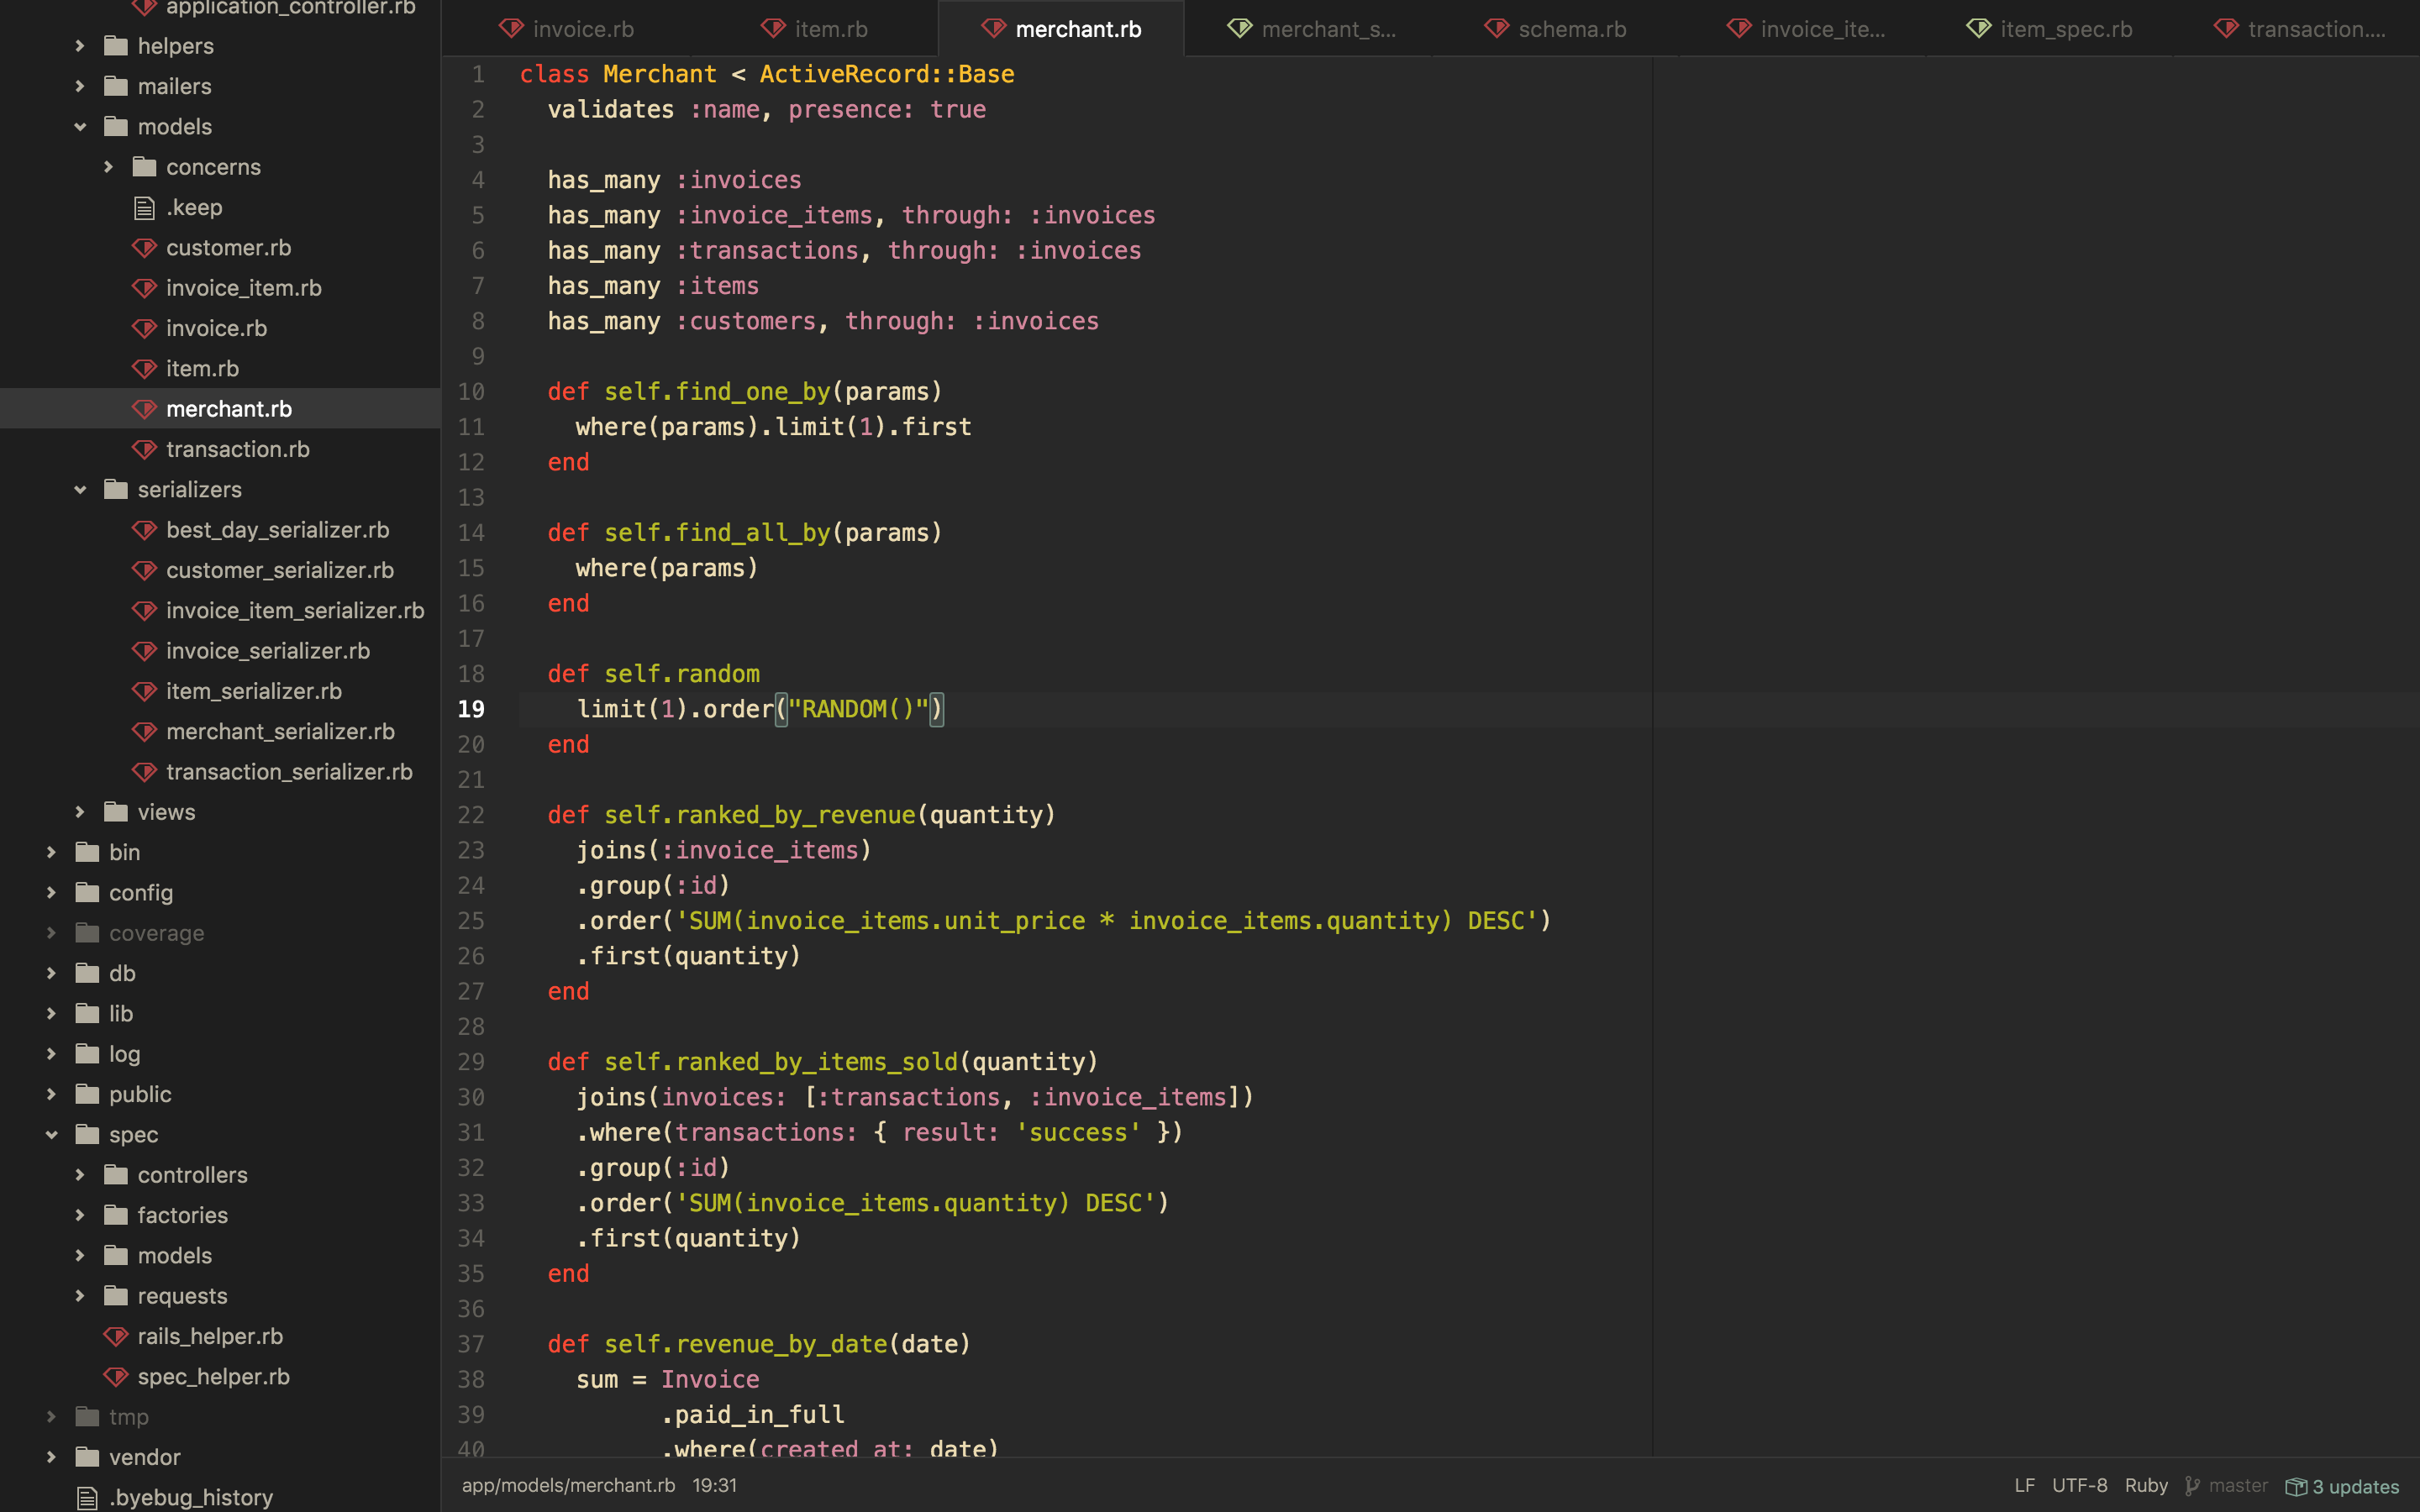 application_controller.rb
helpers
mailers
models
concerns
.keep
customer.rb
invoice_item.rb
invoice.rb
item.rb
merchant.rb
transaction.rb
serializers
best_day_serializer.rb
customer_serializer.rb
invoice_item_serializer.rb
invoice_serializer.rb
item_serializer.rb
merchant_serializer.rb
transaction_serializer.rb
views
bin
config
coverage
db
lib
log
public
spec
controllers
factories
models
requests
rails_helper.rb
spec_helper.rb
tmp
vendor
.byebug_history
invoice.rb item.rb merchant.rb merchant_s... schema.rb invoice_ite... item_spec.rb transaction....
1 class Merchant < ActiveRecord::Base
2   validates :name, presence: true
3
4   has_many :invoices
5   has_many :invoice_items, through: :invoices
6   has_many :transactions, through: :invoices
7   has_many :items
8   has_many :customers, through: :invoices
9
10   def self.find_one_by(params)
11     where(params).limit(1).first
12   end
13
14   def self.find_all_by(params)
15     where(params)
16   end
17
18   def self.random
19     limit(1).order("RANDOM()")
20   end
21
22   def self.ranked_by_revenue(quantity)
23     joins(:invoice_items)
24     .group(:id)
25     .order('SUM(invoice_items.unit_price * invoice_items.quantity) DESC')
26     .first(quantity)
27   end
28
29   def self.ranked_by_items_sold(quantity)
30     joins(invoices: [:transactions, :invoice_items])
31     .where(transactions: { result: 'success' })
32     .group(:id)
33     .order('SUM(invoice_items.quantity) DESC')
34     .first(quantity)
35   end
36
37   def self.revenue_by_date(date)
38     sum = Invoice
39           .paid_in_full
40           .where(created_at: date)
app/models/merchant.rb 19:31 LF UTF-8 Ruby master 3 updates